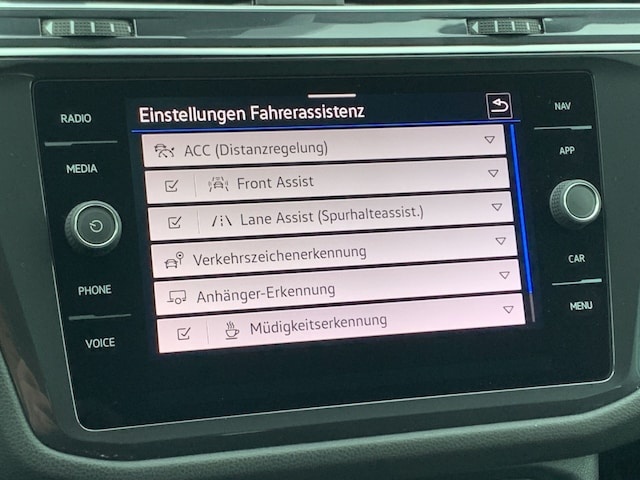 RADIO
MEDIA
PHONE
VOICE
Einstellungen Fahrerassistenz
ACC (Distanzregelung)
Front Assist
Lane Assist (Spurhalteassist.)
Verkehrszeichenerkennung
Anhänger-Erkennung
Müdigkeitserkennung
NAV
APP
CAR
MENU